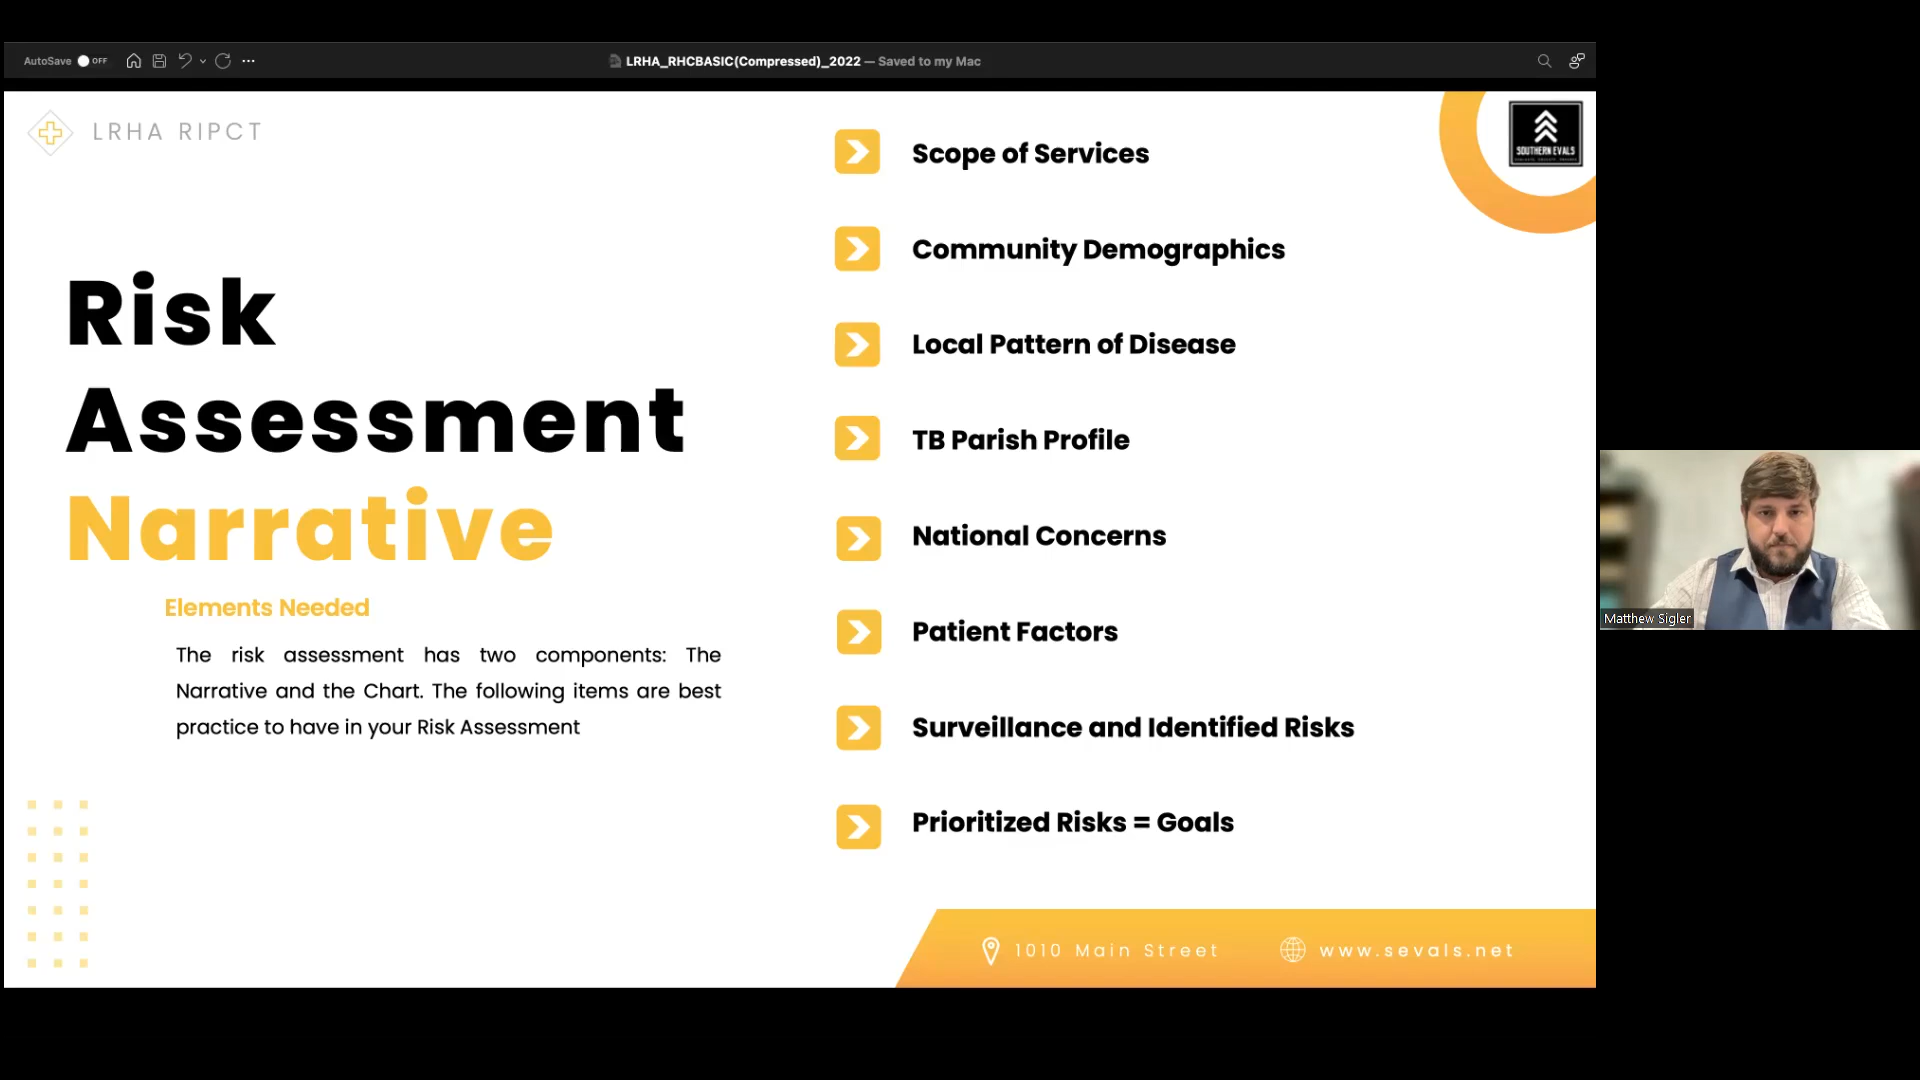 AutoSave OFF
LRHA_RHCBASIC(Compressed)_2022 — Saved to my Mac
LRHA RIPCT
SOUTHERN EVALS
Risk
Assessment
Narrative
Elements Needed
The risk assessment has two components: The
Narrative and the Chart. The following items are best
practice to have in your Risk Assessment
Scope of Services
Community Demographics
Local Pattern of Disease
TB Parish Profile
National Concerns
Patient Factors
Surveillance and Identified Risks
Prioritized Risks = Goals
1010 Main Street
www.sevals.net
Matthew Sigler